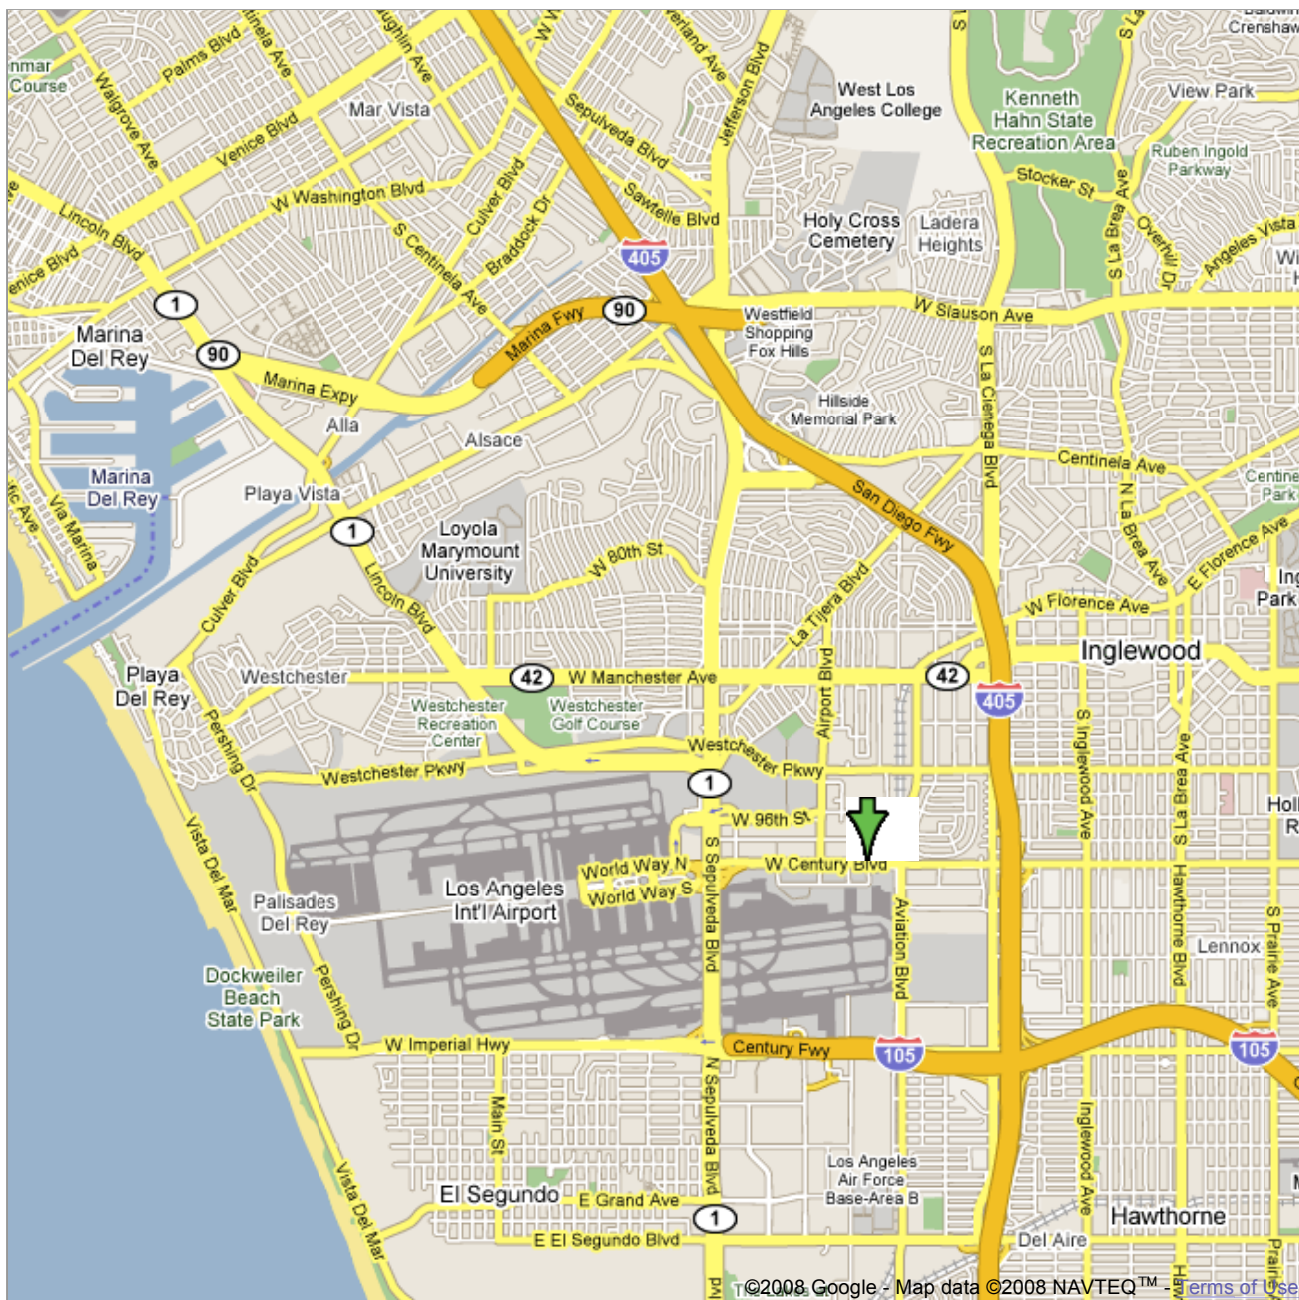 Palms Blvd
Walgrove Ave
Mar Vista
Venice Blvd
W Washington Blvd
Culver Blvd
Braddock Dr
S Centinela Ave
Sepulveda Blvd
Sawtelle Blvd
Jefferson Blvd
West Los
Angeles College
Kenneth
Hahn State
Recreation Area
View Park
Ruben Ingold
Parkway
Stocker St
S La Brea Ave
Overhill Dr
Angeles Vista
Holy Cross
Cemetery
Ladera
Heights
Lincoln Blvd
405
1
90
90
Marina
Del Rey
Marina Fwy
Marina Expy
Westfield
Shopping
Fox Hills
W Slauson Ave
S La Cienega Blvd
Hillside
Memorial Park
Alla
Alsace
Centinela Ave
Marina
Del Rey
Playa Vista
Via Marina
San Diego Fwy
N La Brea Ave
E Florence Ave
1
Loyola
Marymount
University
W 80th St
Culver Blvd
Lincoln Blvd
La Tijera Blvd
W Florence Ave
Inglewood
Playa
Del Rey
Westchester
42
W Manchester Ave
42
405
Airport Blvd
Westchester
Recreation
Center
Westchester
Golf Course
Pershing Dr
Westchester Pkwy
Westchester Pkwy
S Inglewood Ave
S La Brea Ave
1
W 96th St
Vista Del Mar
World Way N
World Way S
W Century Blvd
S Sepulveda Blvd
Los Angeles
Int'l Airport
Palisades
Del Rey
Aviation Blvd
Hawthorne Blvd
S Prairie Ave
Lennox
Dockweiler
Beach
State Park
Pershing Dr
W Imperial Hwy
Century Fwy
105
105
N Sepulveda Blvd
Main St
Inglewood Ave
Los Angeles
Air Force
Base-Area B
Vista Del Mar
El Segundo
E Grand Ave
1
E El Segundo Blvd
Hawthorne
Del Aire
©2008 Google - Map data ©2008 NAVTEQ™ - Terms of Use